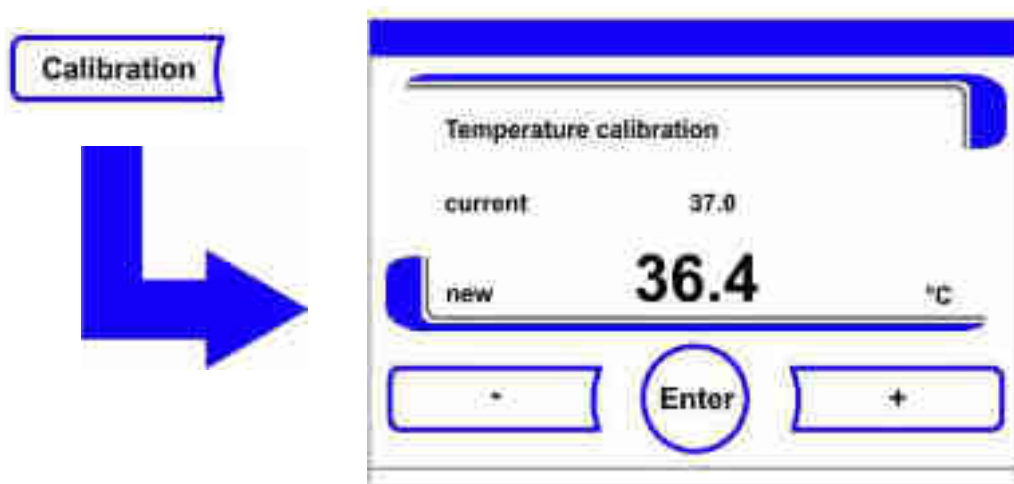 Calibration
Temperature calibration
current 37.0
new 36.4 °C
- Enter +